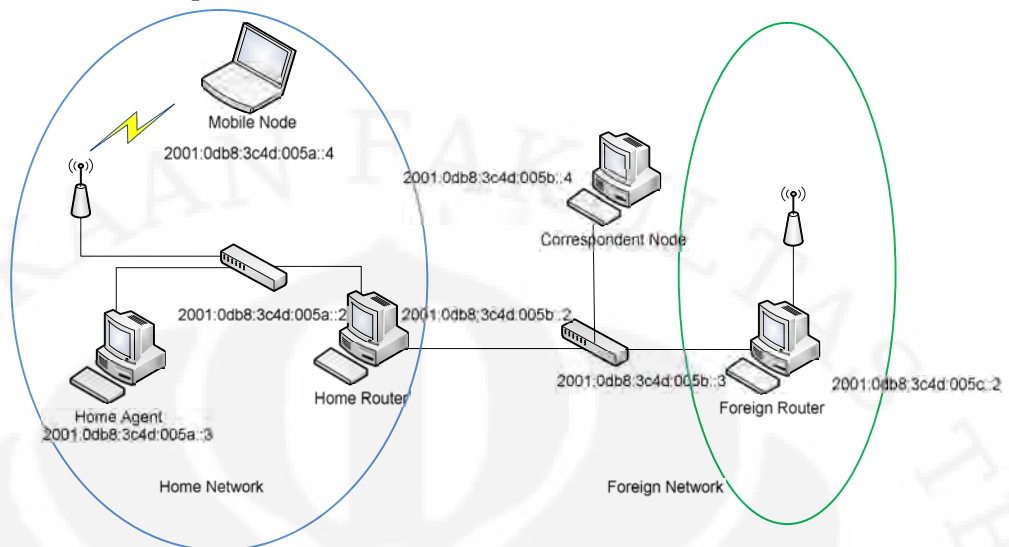 Mobile Node
2001:0db8:3c4d:005a::4
2001:0db8:3c4d:005b::4
Correspondent Node
2001:0db8:3c4d:005a::2
2001:0db8:3c4d:005b::2
2001:0db8:3c4d:005b::3
2001:0db8:3c4d:005c::2
Home Router
Foreign Router
Home Agent
2001:0db8:3c4d:005a::3
Home Network
Foreign Network